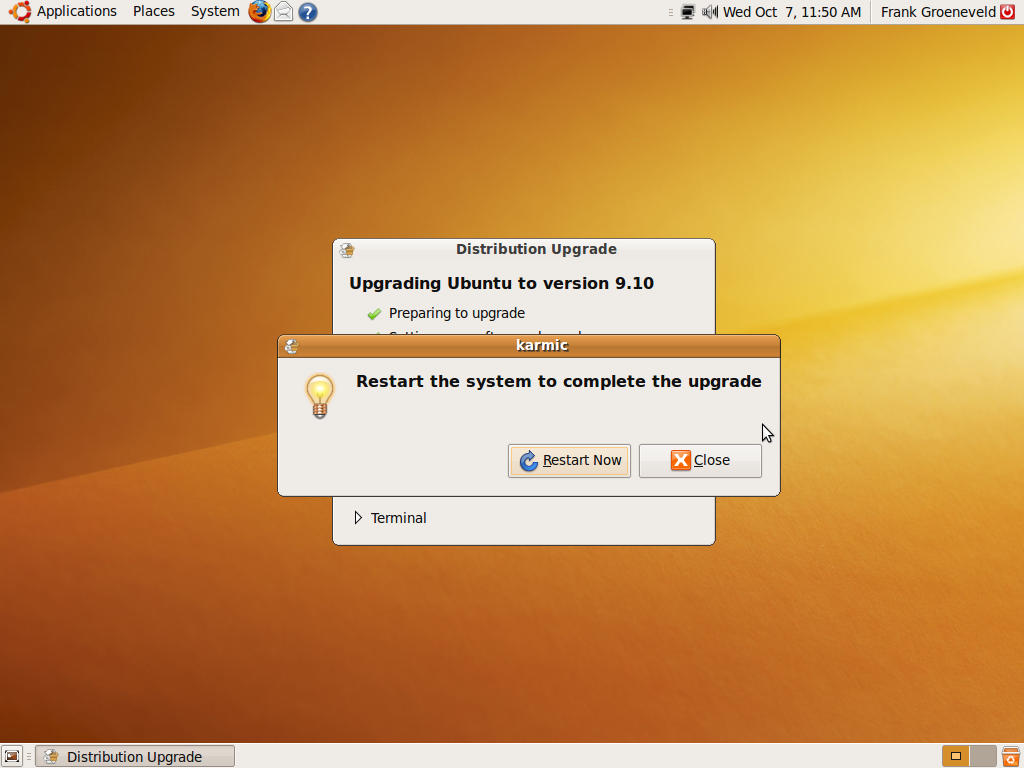 Applications Places System Wed Oct 7, 11:50 AM Frank Groeneveld
Distribution Upgrade
Upgrading Ubuntu to version 9.10
Preparing to upgrade
karmic
Restart the system to complete the upgrade
Restart Now Close
Terminal
Distribution Upgrade